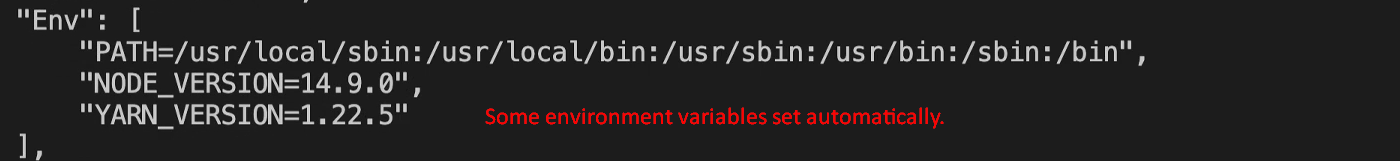 "Env": [
"PATH=/usr/local/sbin:/usr/local/bin:/usr/sbin:/usr/bin:/sbin:/bin",
"NODE_VERSION=14.9.0",
"YARN_VERSION=1.22.5" Some environment variables set automatically.
],